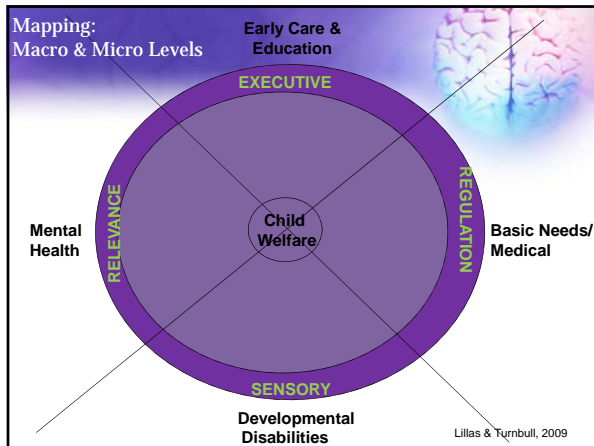 Mapping:
Macro & Micro Levels
Early Care &
Education
EXECUTIVE
RELEVANCE
REGULATION
Mental
Health
Child
Welfare
Basic Needs/
Medical
SENSORY
Developmental
Disabilities
Lillas & Turnbull, 2009